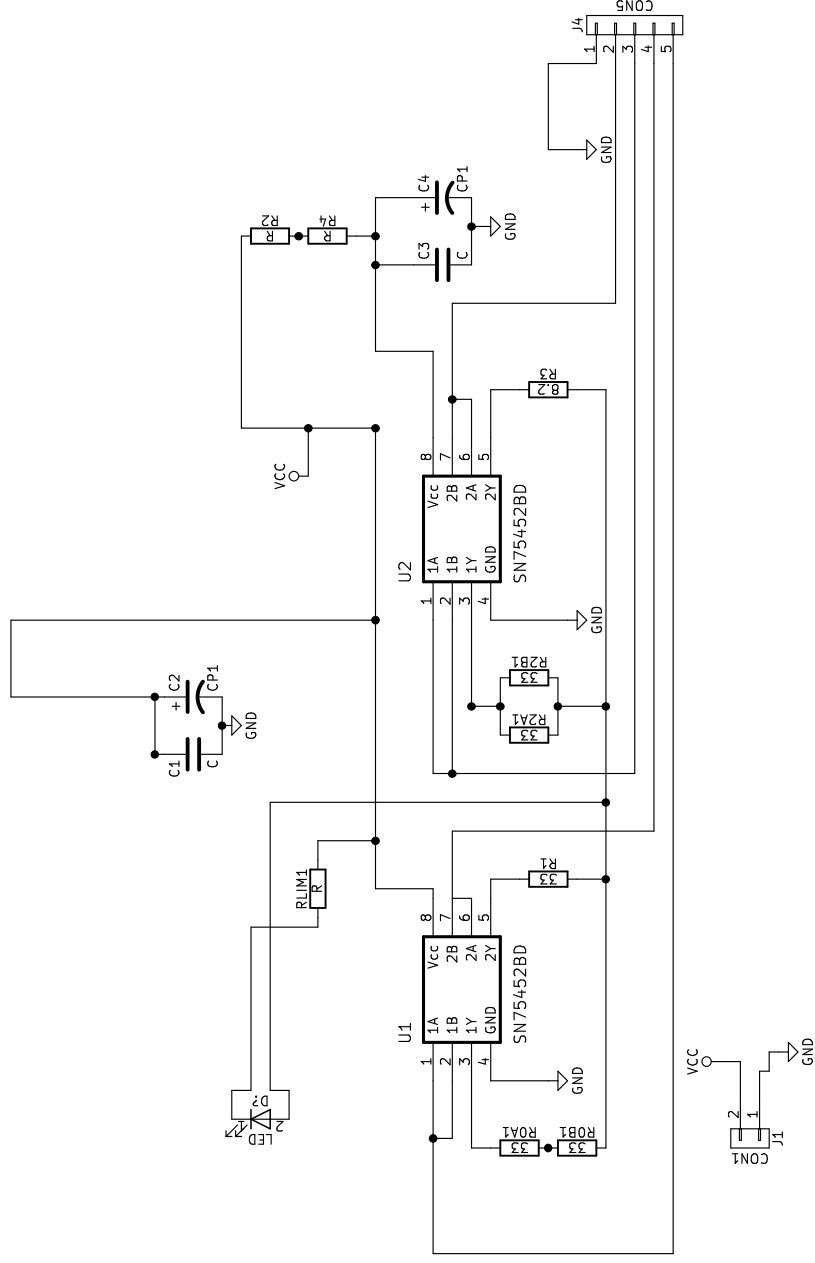 CON5
J4
1
2
3
4
5
GND
R2
R
R4
R
C4
+
CP1
C3
C
GND
R3
8.2
VCC
8
7
6
5
Vcc
2B
2A
2Y
U2
1A
1B
1Y
GND
SN75452BD
1
2
3
4
GND
C2
+
CP1
C1
C
GND
R2B1
33
R2A1
33
RLIM1
R
R1
33
8
7
6
5
Vcc
2B
2A
2Y
U1
1A
1B
1Y
GND
SN75452BD
1
2
3
4
GND
D?
1
2
LED
R0A1
33
R0B1
33
VCC
GND
2
1
J1
CON1